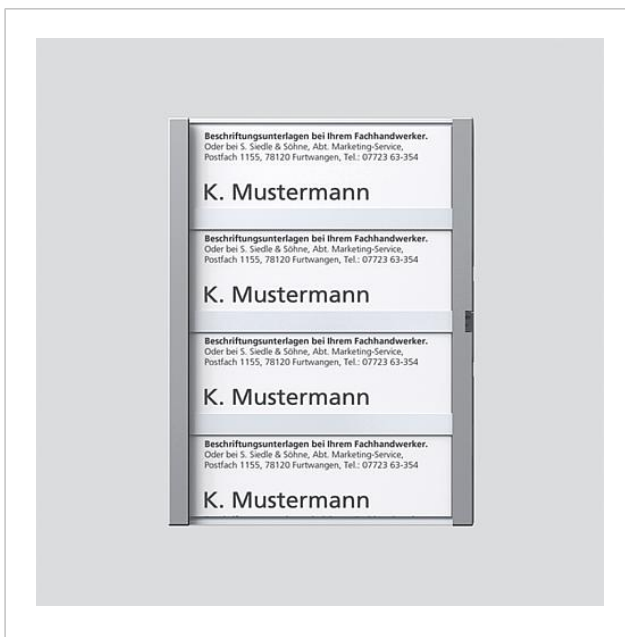 Beschriftungsunterlagen bei Ihrem Fachhandwerker.
Oder bei S. Siedle & Söhne, Abt. Marketing-Service,
Postfach 1155, 78120 Furtwangen, Tel.: 07723 63-354
K. Mustermann
Beschriftungsunterlagen bei Ihrem Fachhandwerker.
Oder bei S. Siedle & Söhne, Abt. Marketing-Service,
Postfach 1155, 78120 Furtwangen, Tel.: 07723 63-354
K. Mustermann
Beschriftungsunterlagen bei Ihrem Fachhandwerker.
Oder bei S. Siedle & Söhne, Abt. Marketing-Service,
Postfach 1155, 78120 Furtwangen, Tel.: 07723 63-354
K. Mustermann
Beschriftungsunterlagen bei Ihrem Fachhandwerker.
Oder bei S. Siedle & Söhne, Abt. Marketing-Service,
Postfach 1155, 78120 Furtwangen, Tel.: 07723 63-354
K. Mustermann